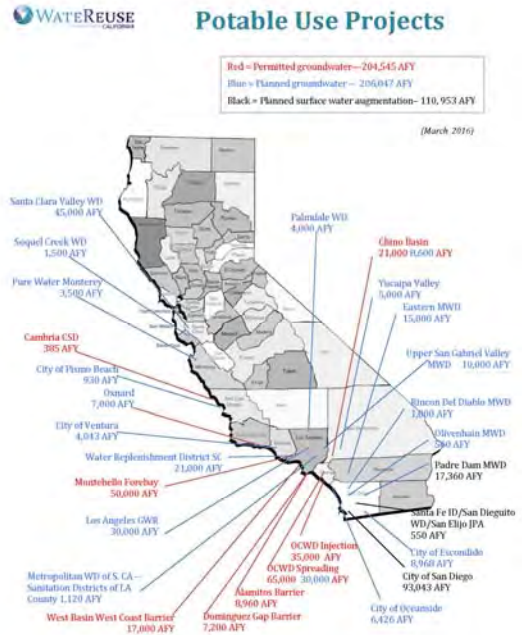 WATEREUSE
CALIFORNIA
Potable Use Projects
Red = Permitted groundwater—204,545 AFY
Blue = Planned groundwater — 206,047 AFY
Black = Planned surface water augmentation– 110, 953 AFY
(March 2016)
Santa Clara Valley WD
45,000 AFY
Soquel Creek WD
1,500 AFY
Pure Water Monterey
3,500 AFY
Cambria CSD
385 AFY
City of Pismo Beach
930 AFY
Oxnard
7,000 AFY
City of Ventura
4,043 AFY
Water Replenishment District SC
21,000 AFY
Montebello Forebay
50,000 AFY
Los Angeles GWR
30,000 AFY
Metropolitan WD of S. CA –
Sanitation Districts of LA
County 1,120 AFY
West Basin West Coast Barrier
17,000 AFY
Palmdale WD
4,000 AFY
Chino Basin
21,000 8,600 AFY
Yucaipa Valley
5,000 AFY
Eastern MWD
15,000 AFY
Upper San Gabriel Valley
MWD 10,000 AFY
Rincon Del Diablo MWD
AFY
Olivenhain MWD
AFY
Padre Dam MWD
17,360 AFY
Santa Fe ID/San Dieguito
WD/San Elijo JPA
550 AFY
City of Escondido
8,960 AFY
City of San Diego
93,043 AFY
City of Oceanside
6,426 AFY
OCWD Injection
35,000 AFY
OCWD Spreading
65,000 30,000 AFY
Alamitos Barrier
8,960 AFY
Dominguez Gap Barrier
7,200 AFY